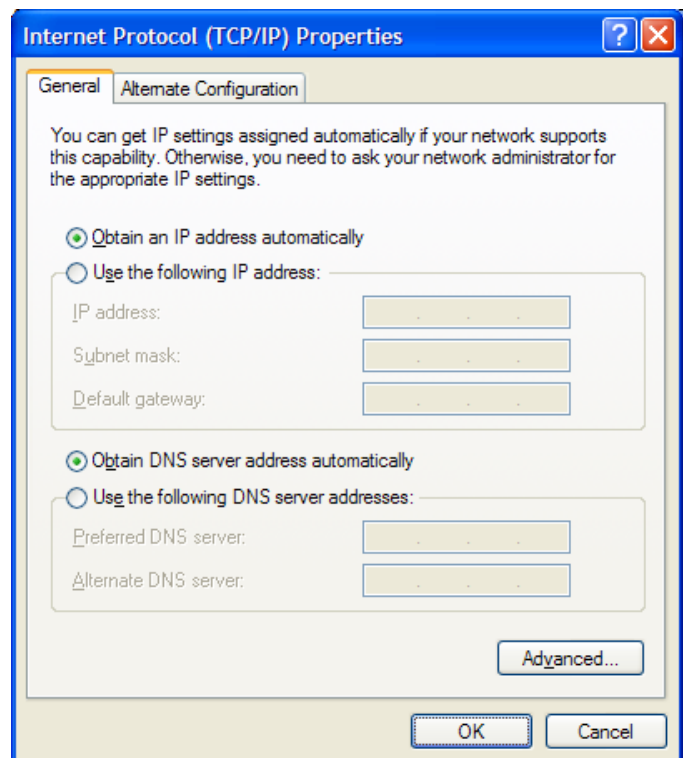 Internet Protocol (TCP/IP) Properties
General Alternate Configuration
You can get IP settings assigned automatically if your network supports
this capability. Otherwise, you need to ask your network administrator for
the appropriate IP settings.
Obtain an IP address automatically
Use the following IP address:
IP address:
Subnet mask:
Default gateway:
Obtain DNS server address automatically
Use the following DNS server addresses:
Preferred DNS server:
Alternate DNS server:
Advanced...
OK Cancel